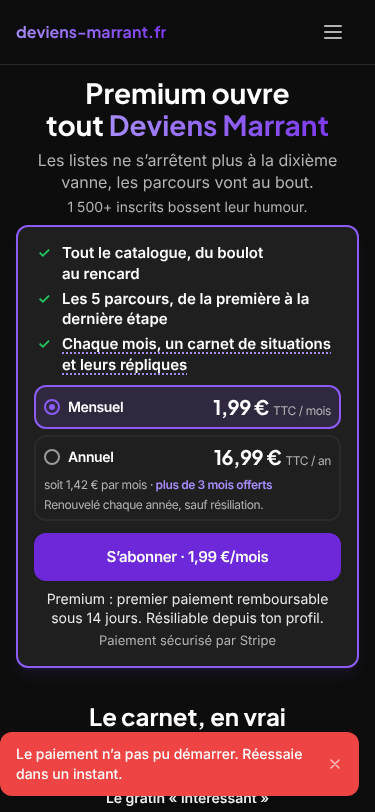 deviens-marrant.fr
Premium ouvre
tout Deviens Marrant
Les listes ne s’arrêtent plus à la dixième
vanne, les parcours vont au bout.
1 500+ inscrits bossent leur humour.
Tout le catalogue, du boulot
au rencard
Les 5 parcours, de la première à la
dernière étape
Chaque mois, un carnet de situations
et leurs répliques
Mensuel 1,99 € TTC / mois
Annuel 16,99 € TTC / an
soit 1,42 € par mois · plus de 3 mois offerts
Renouvelé chaque année, sauf résiliation.
S’abonner · 1,99 €/mois
Premium : premier paiement remboursable
sous 14 jours. Résiliable depuis ton profil.
Paiement sécurisé par Stripe
Le carnet, en vrai
Le paiement n’a pas pu démarrer. Réessaie
dans un instant.
Le gratin « intéressant »